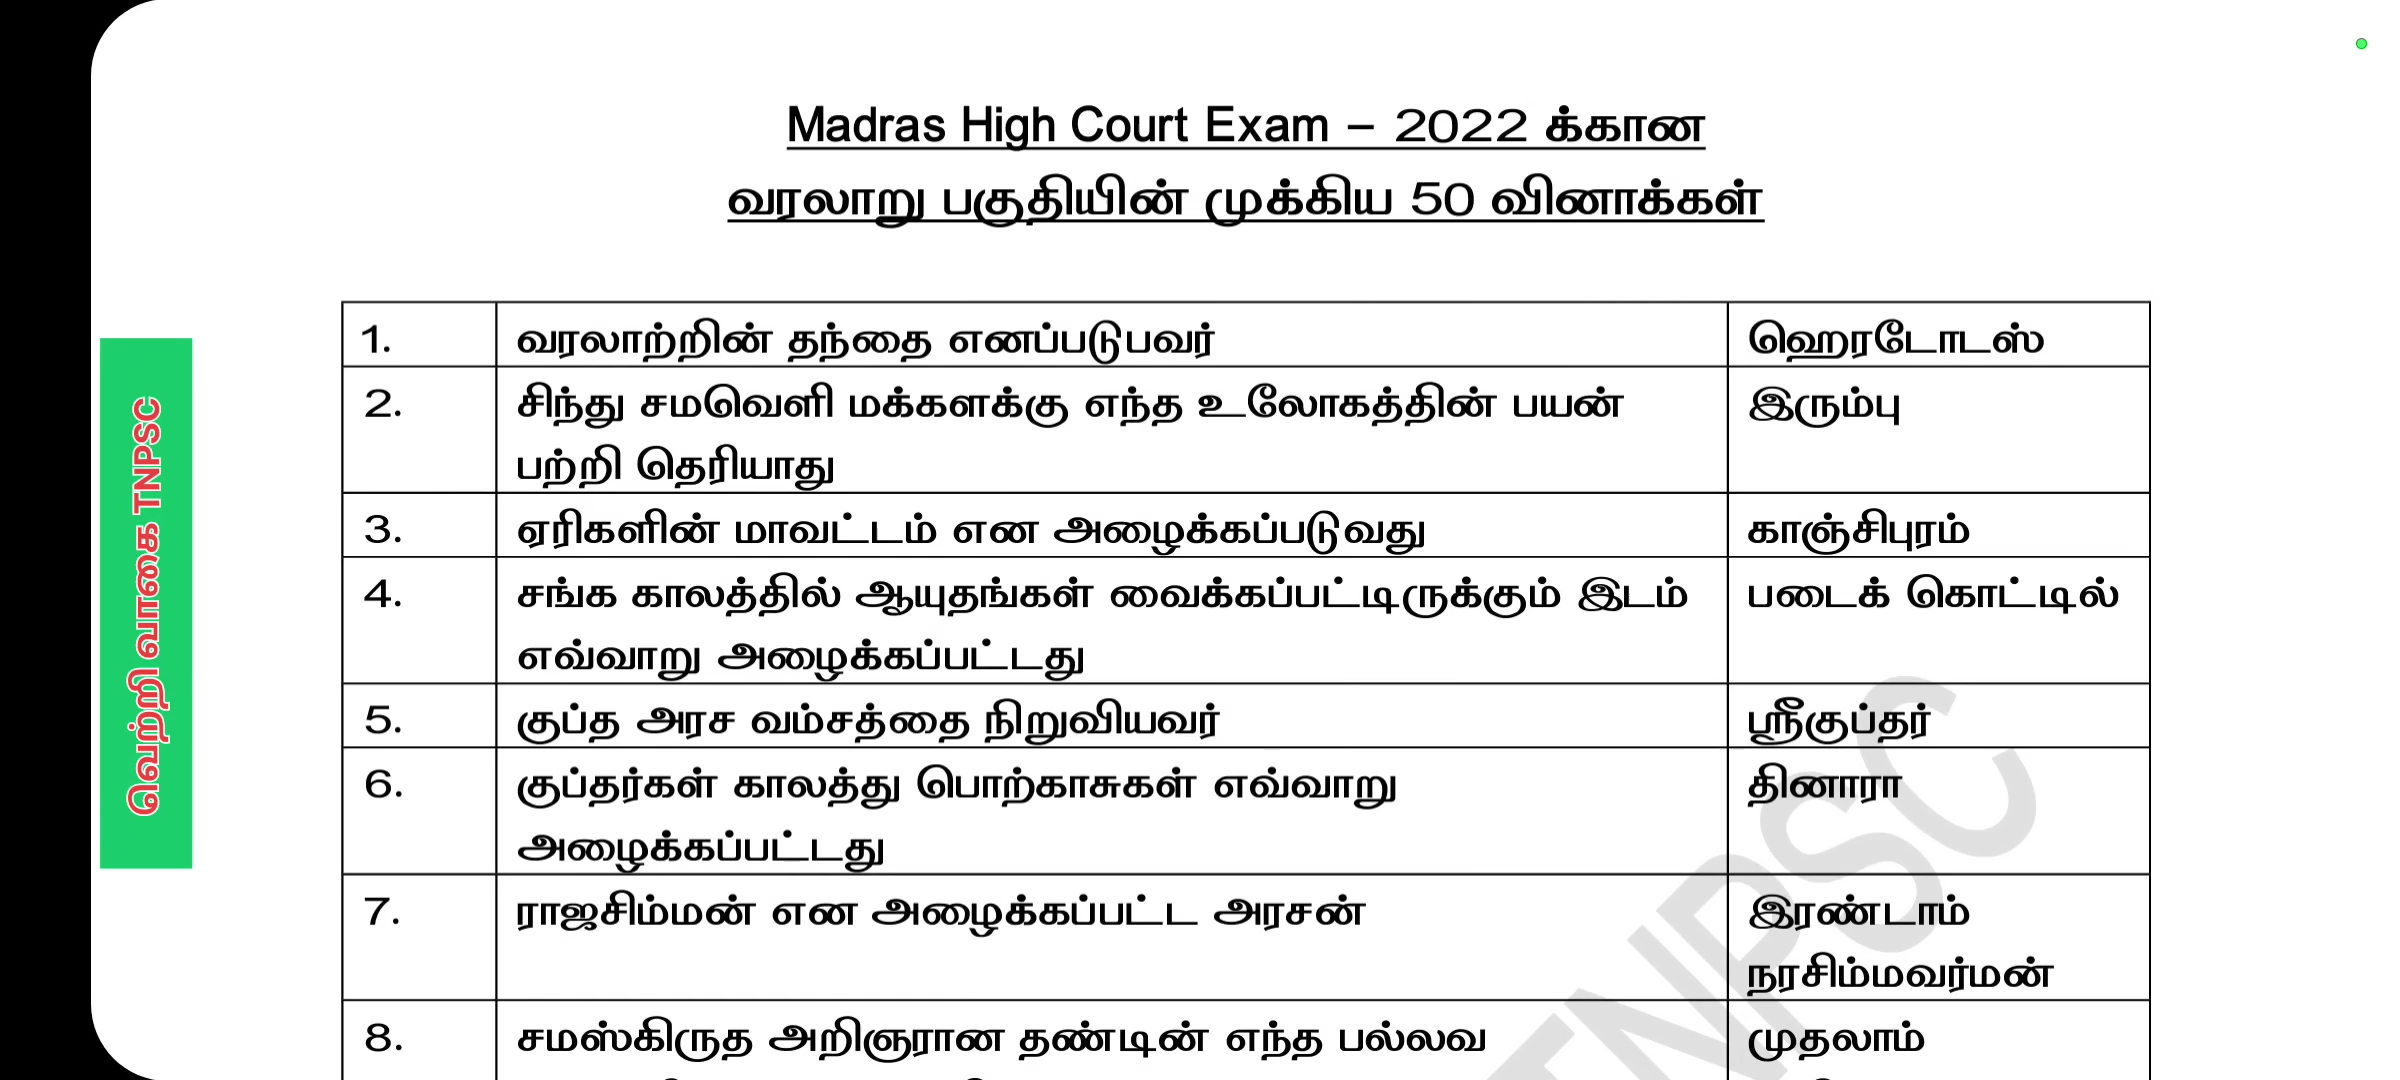 Madras High Court Exam – 2022 க்கான
வரலாறு பகுதியின் முக்கிய 50 வினாக்கள்
வெற்றி வாகை TNPSC
1. வரலாற்றின் தந்தை எனப்படுபவர் ஹெரடோடஸ்
2. சிந்து சமவெளி மக்களக்கு எந்த உலோகத்தின் பயன் இரும்பு
பற்றி தெரியாது
3. ஏரிகளின் மாவட்டம் என அழைக்கப்படுவது காஞ்சிபுரம்
4. சங்க காலத்தில் ஆயுதங்கள் வைக்கப்பட்டிருக்கும் இடம் படைக் கொட்டில்
எவ்வாறு அழைக்கப்பட்டது
5. குப்த அரச வம்சத்தை நிறுவியவர் ஸ்ரீகுப்தர்
6. குப்தர்கள் காலத்து பொற்காசுகள் எவ்வாறு தினாரா
அழைக்கப்பட்டது
7. ராஜசிம்மன் என அழைக்கப்பட்ட அரசன் இரண்டாம்
நரசிம்மவர்மன்
8. சமஸ்கிருத அறிஞரான தண்டின் எந்த பல்லவ முதலாம்
TNPSC